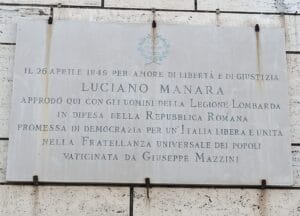 IL 26 APRILE 1849 PER AMORE DI LIBERTÀ E DI GIUSTIZIA
LUCIANO MANARA
APPRODÒ QUI CON GLI UOMINI DELLA LEGIONE LOMBARDA
IN DIFESA DELLA REPUBBLICA ROMANA
PROMESSA DI DEMOCRAZIA PER UN'ITALIA LIBERA E UNITA
NELLA FRATELLANZA UNIVERSALE DEI POPOLI
VATICINATA DA GIUSEPPE MAZZINI